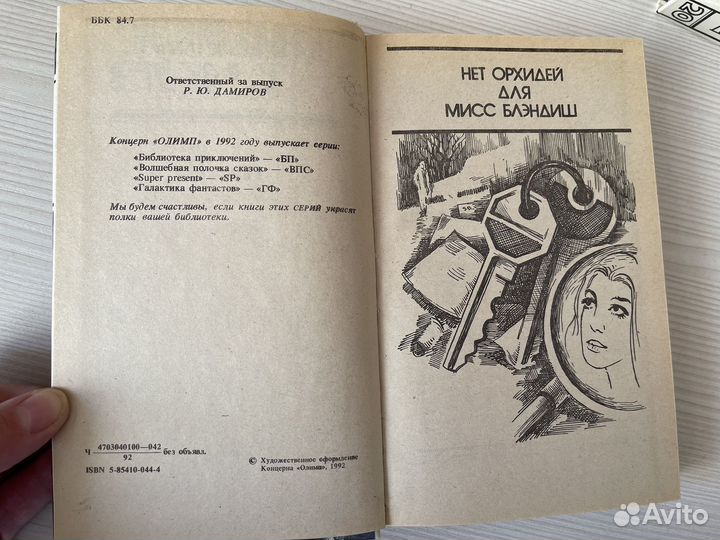 ББК 84.7
Ответственный за выпуск
Р. Ю. ДАМИРОВ
Концерн «ОЛИМП» в 1992 году выпускает серии:
«Библиотека приключений» — «БП»
«Волшебная полочка сказок» — «ВПС»
«Super present» — «SP»
«Галактика фантастов» — «ГФ»
Мы будем счастливы, если книги этих СЕРИЙ украсят
полки вашей библиотеки.
Ч 4703040100—042
92
без объявл.
ISBN 5-85410-044-4
© Художественное оформление
Концерна «Олимп», 1992
НЕТ ОРХИДЕЙ
ДЛЯ
МИСС БЛЭНДИШ
20
Avito